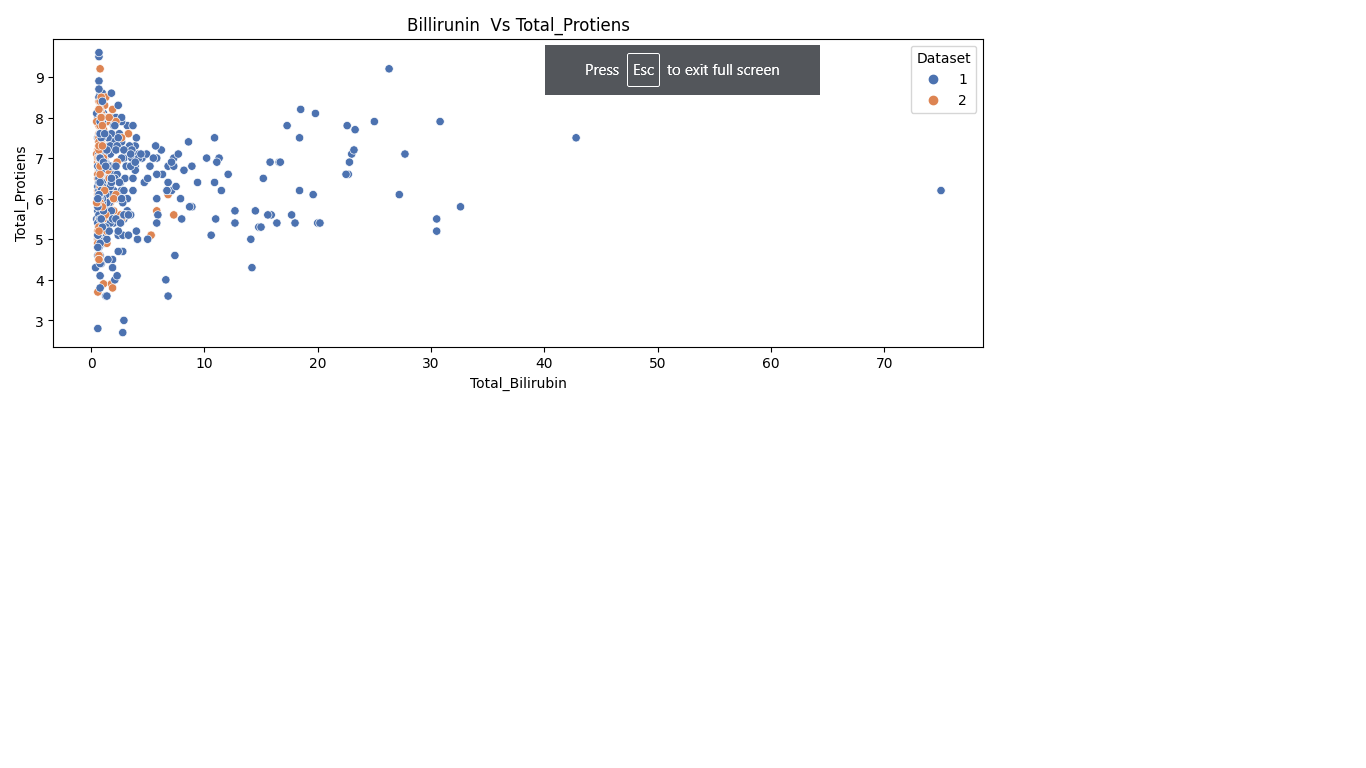 Billirunin  Vs Total_Protiens
Press Esc to exit full screen
Dataset
1
2
Total_Protiens
9
8
7
6
5
4
3
0 10 20 30 40 50 60 70
Total_Bilirubin